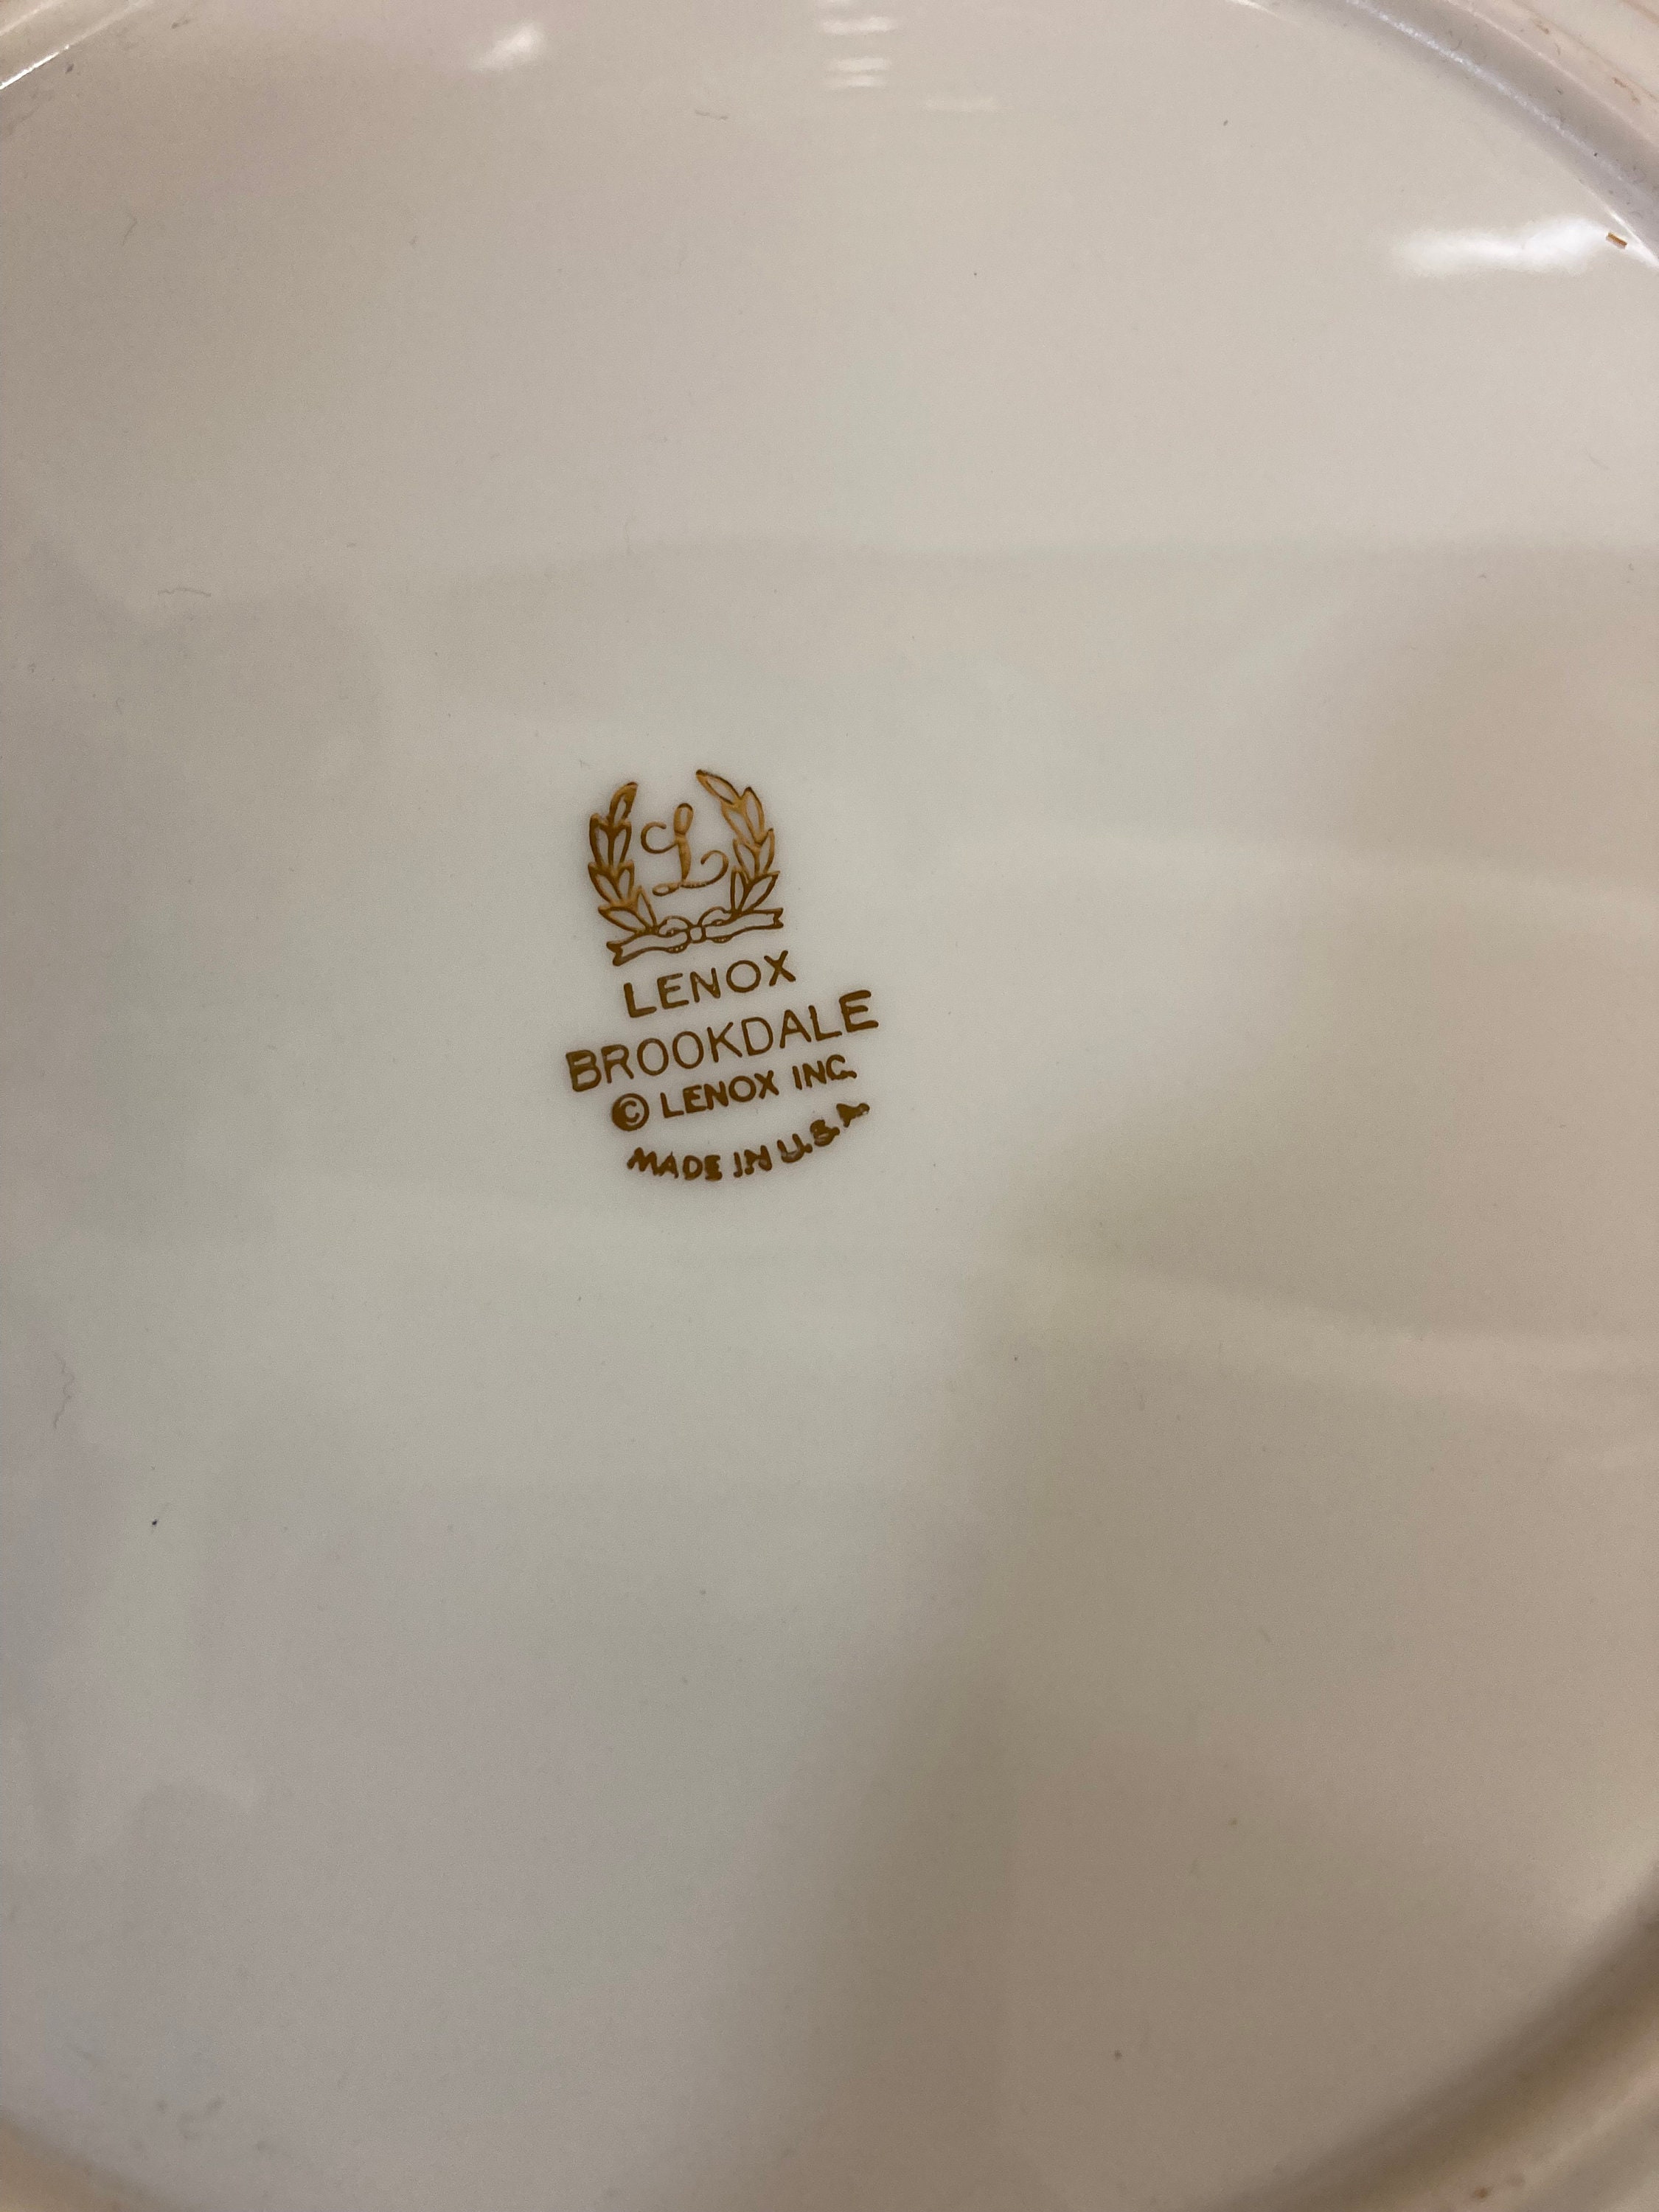 L
LENOX
BROOKDALE
© LENOX INC.
MADE IN U.S.A.